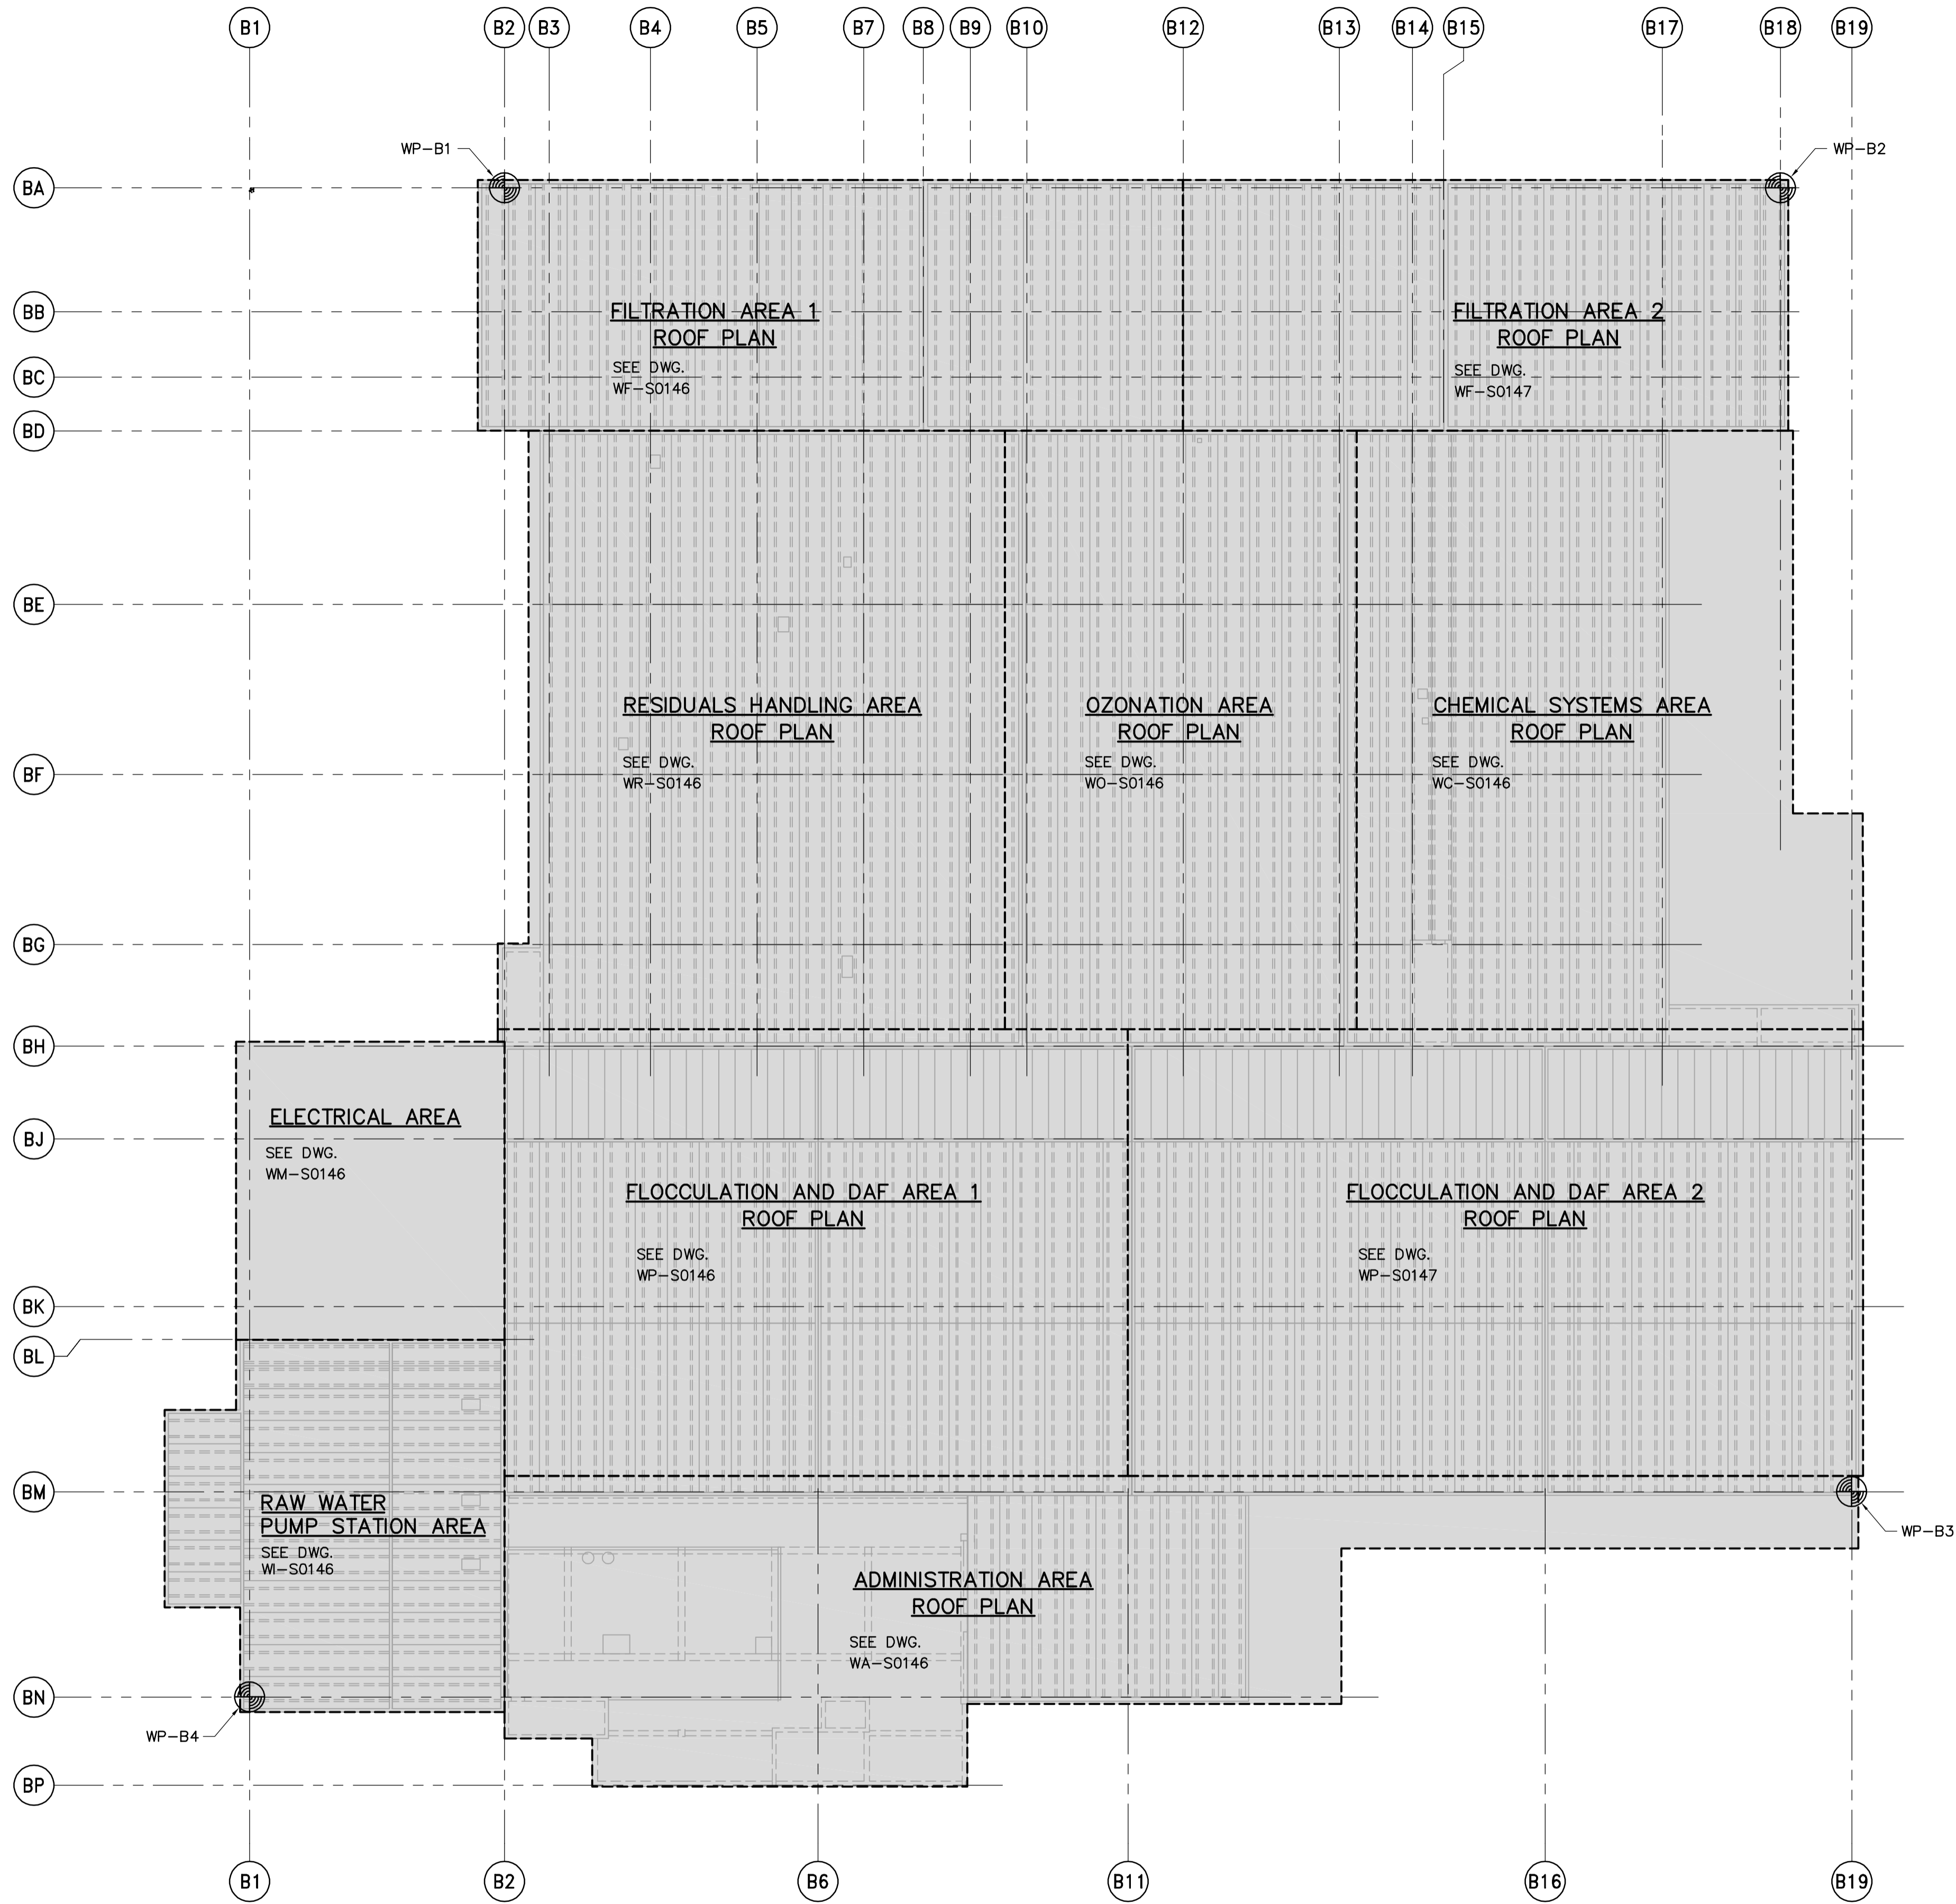 B1
B2
B3
B4
B5
B7
B8
B9
B10
B12
B13
B14
B15
B17
B18
B19
WP-B1
WP-B2
BA
BB
FILTRATION AREA 1
ROOF PLAN
SEE DWG.
WF-S0146
FILTRATION AREA 2
ROOF PLAN
SEE DWG.
WF-S0147
BC
BD
BE
RESIDUALS HANDLING AREA
ROOF PLAN
SEE DWG.
WR-S0146
OZONATION AREA
ROOF PLAN
SEE DWG.
WO-S0146
CHEMICAL SYSTEMS AREA
ROOF PLAN
SEE DWG.
WC-S0146
BF
BG
BH
ELECTRICAL AREA
SEE DWG.
WM-S0146
BJ
FLOCCULATION AND DAF AREA 1
ROOF PLAN
SEE DWG.
WP-S0146
FLOCCULATION AND DAF AREA 2
ROOF PLAN
SEE DWG.
WP-S0147
BK
BL
BM
RAW WATER
PUMP STATION AREA
SEE DWG.
WI-S0146
WP-B3
ADMINISTRATION AREA
ROOF PLAN
SEE DWG.
WA-S0146
BN
WP-B4
BP
B1
B2
B6
B11
B16
B19